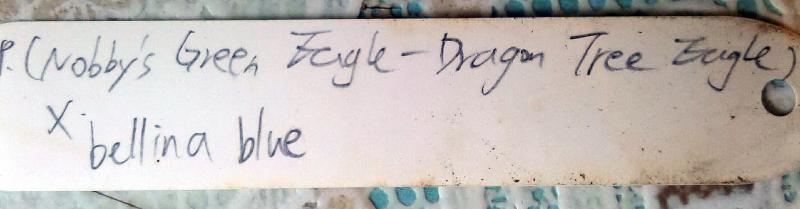 P. (Nobby's Green Eagle - Dragon Tree Eagle)
X bellina blue